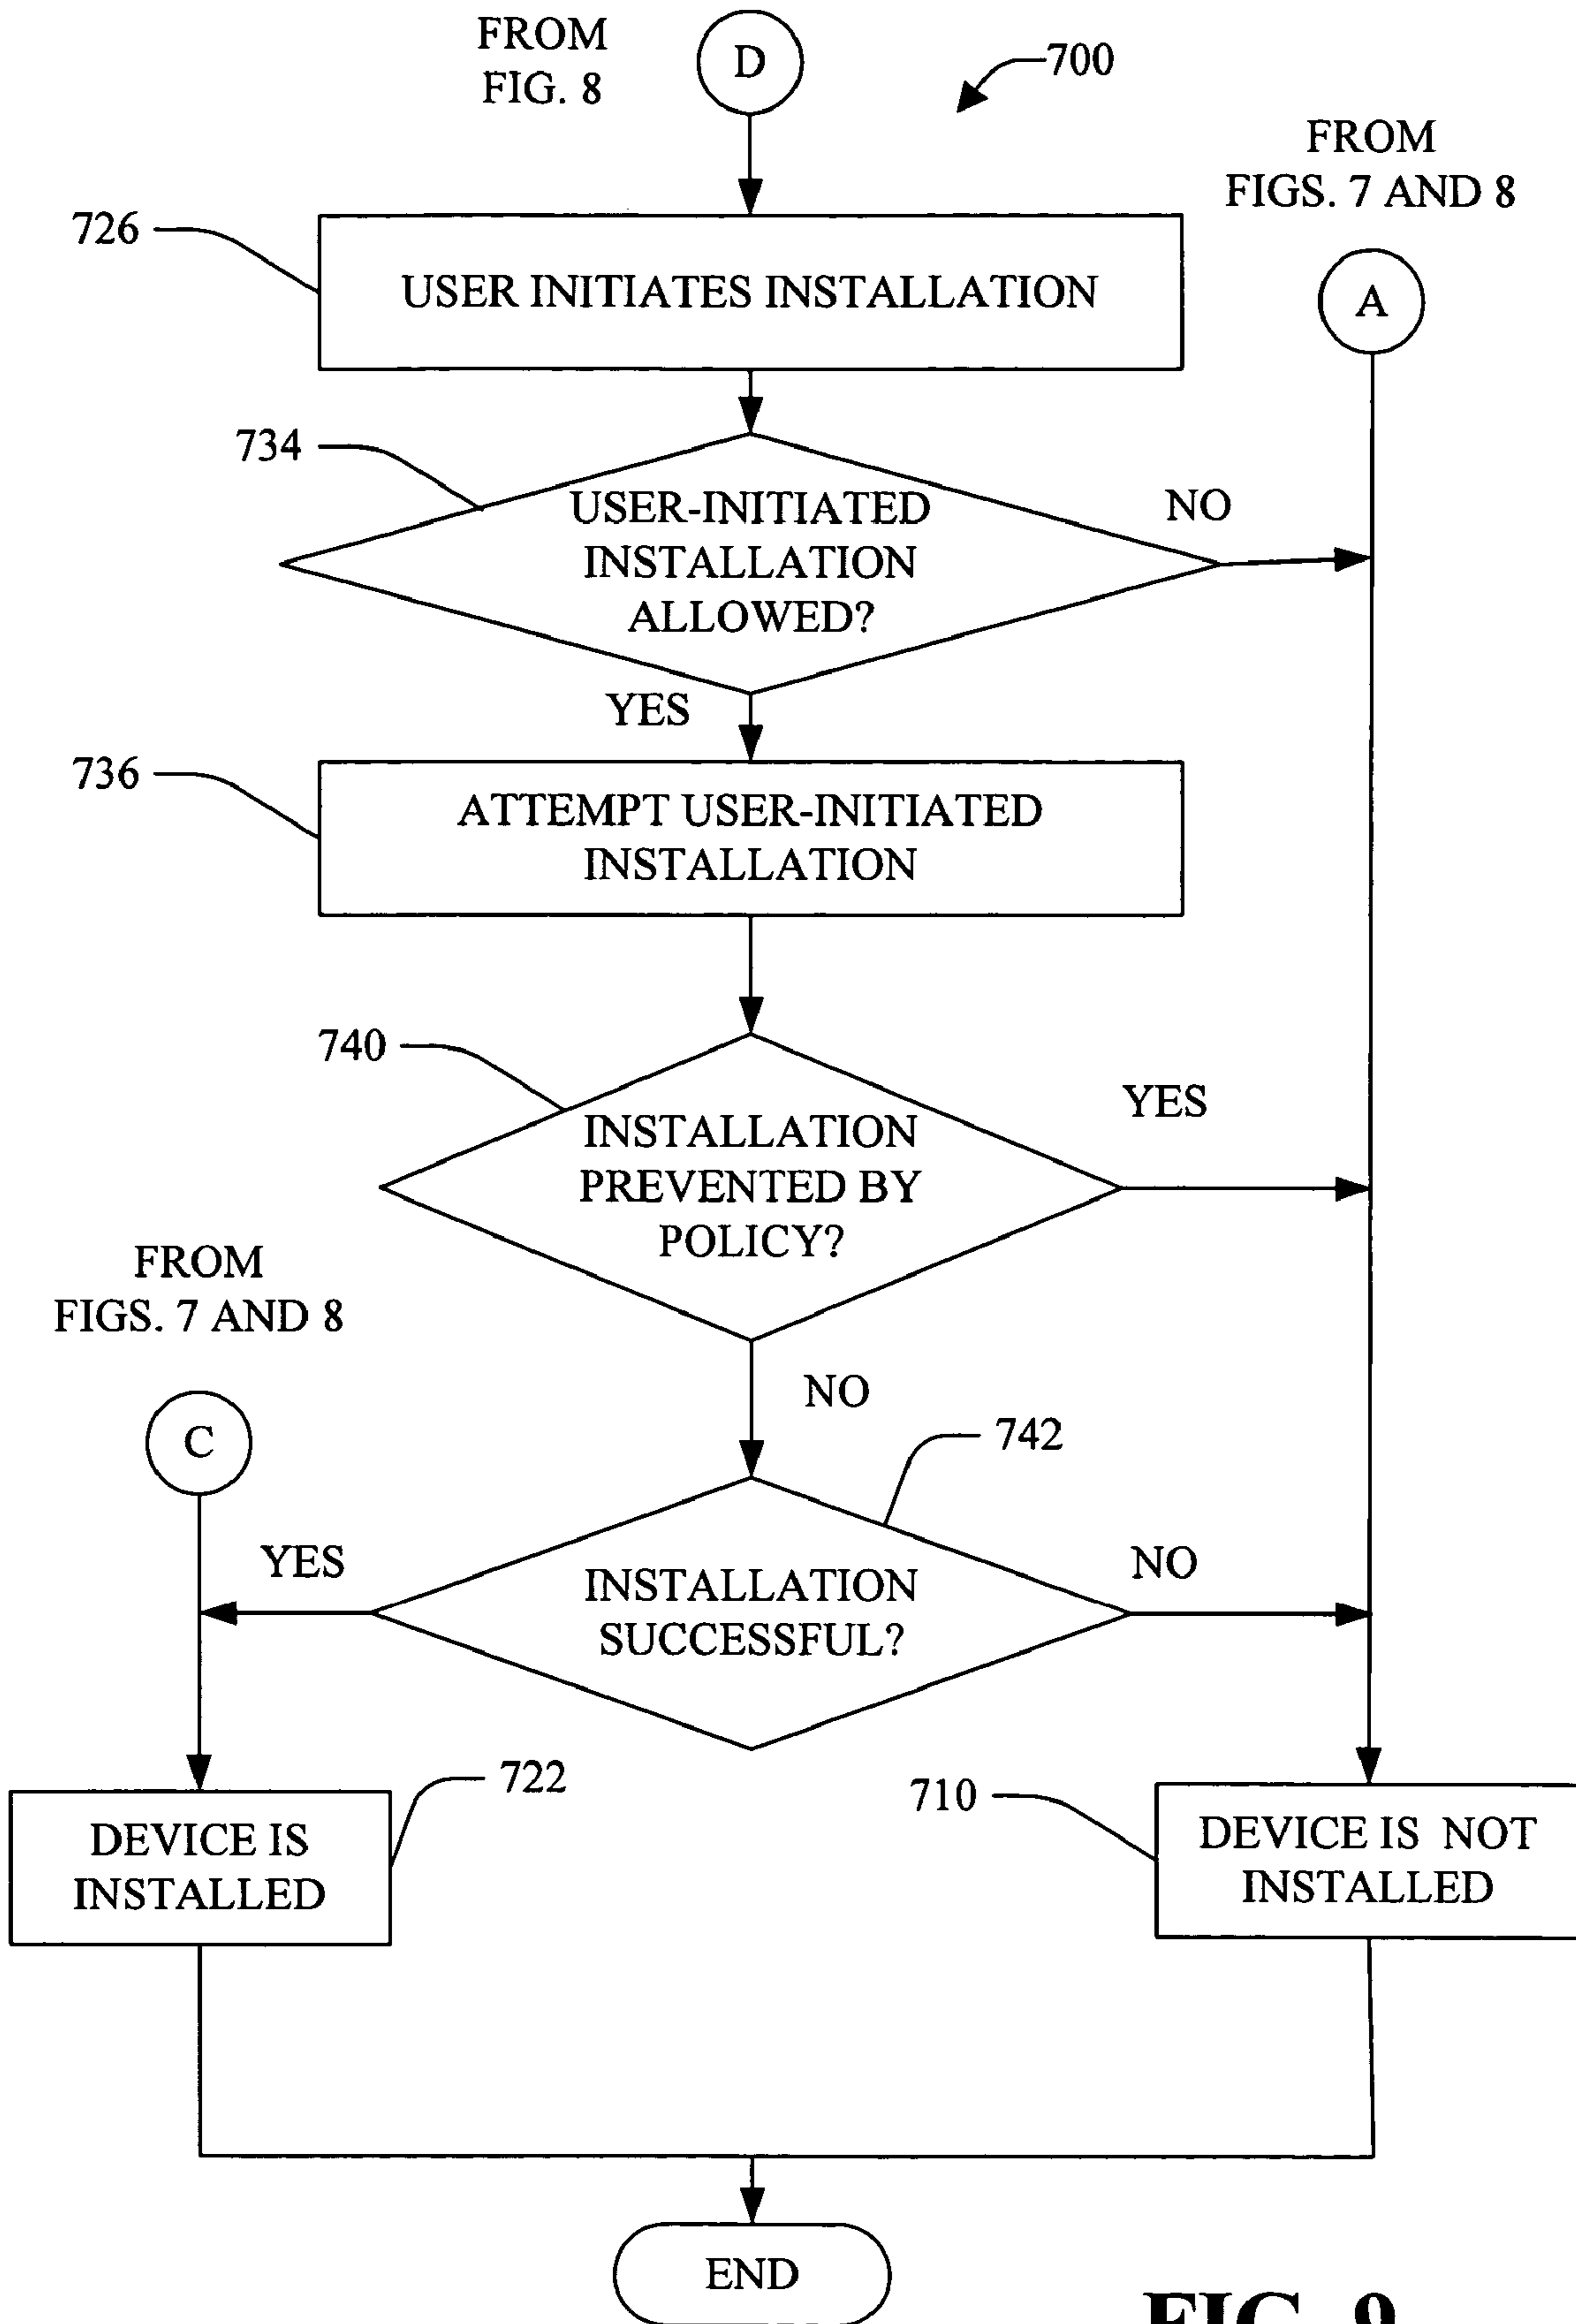 FROM
FIG. 8
D
700
FROM
FIGS. 7 AND 8
726
USER INITIATES INSTALLATION
A
734
USER-INITIATED
INSTALLATION
ALLOWED?
NO
YES
736
ATTEMPT USER-INITIATED
INSTALLATION
740
INSTALLATION
PREVENTED BY
POLICY?
YES
FROM
FIGS. 7 AND 8
NO
C
742
YES
INSTALLATION
SUCCESSFUL?
NO
722
710
DEVICE IS
INSTALLED
DEVICE IS NOT
INSTALLED
END
FIG. 9